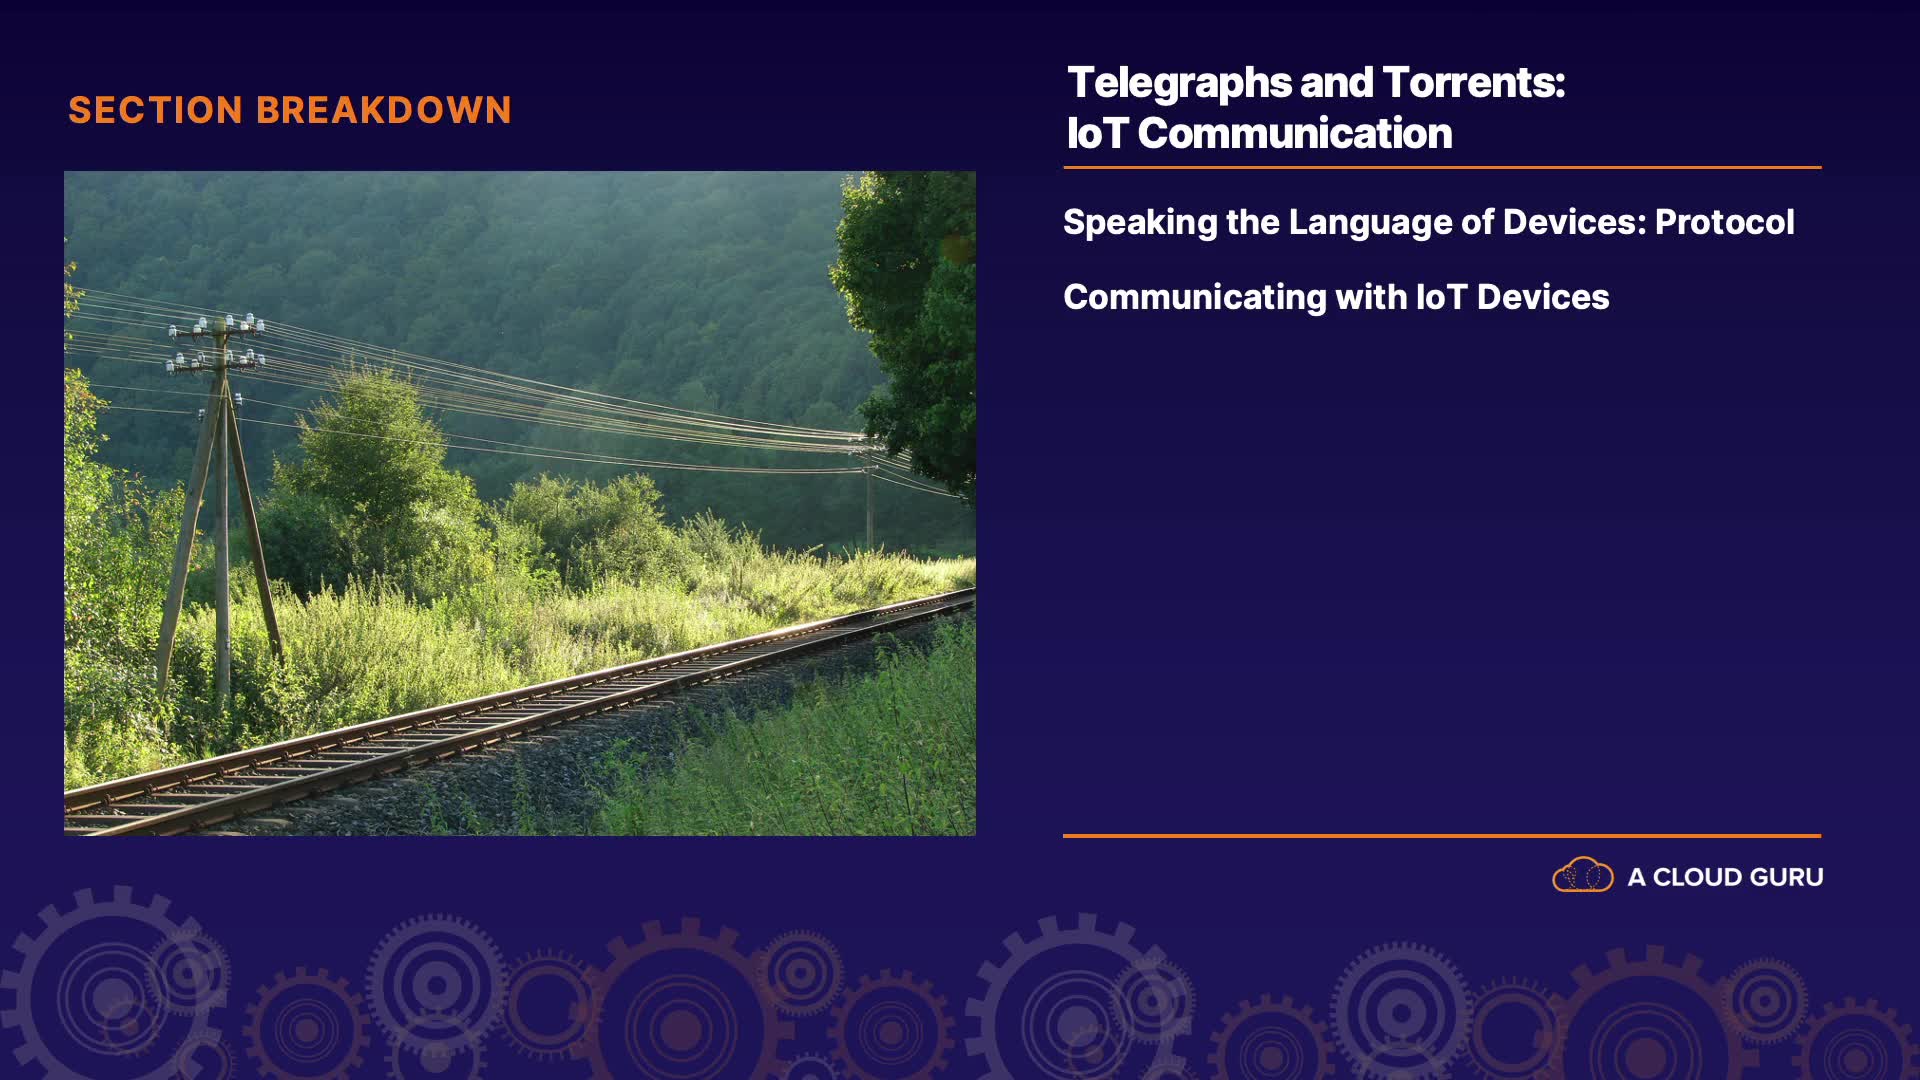 SECTION BREAKDOWN
Telegraphs and Torrents:
IoT Communication
Speaking the Language of Devices: Protocol
Communicating with IoT Devices
A CLOUD GURU